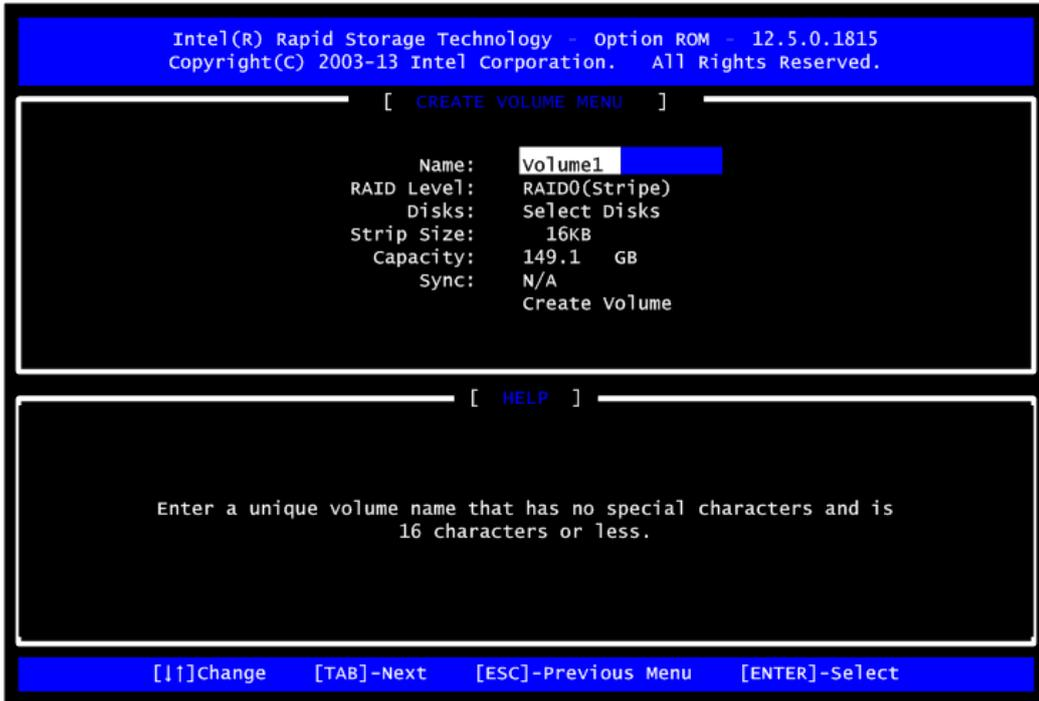 Intel(R) Rapid Storage Technology - Option ROM - 12.5.0.1815
Copyright(C) 2003-13 Intel Corporation. All Rights Reserved.
[ CREATE VOLUME MENU ]
Name: Volume1
RAID Level: RAID0(Stripe)
Disks: Select Disks
Strip Size: 16KB
Capacity: 149.1 GB
Sync: N/A
Create Volume
[ HELP ]
Enter a unique volume name that has no special characters and is
16 characters or less.
[↓↑]Change [TAB]-Next [ESC]-Previous Menu [ENTER]-Select